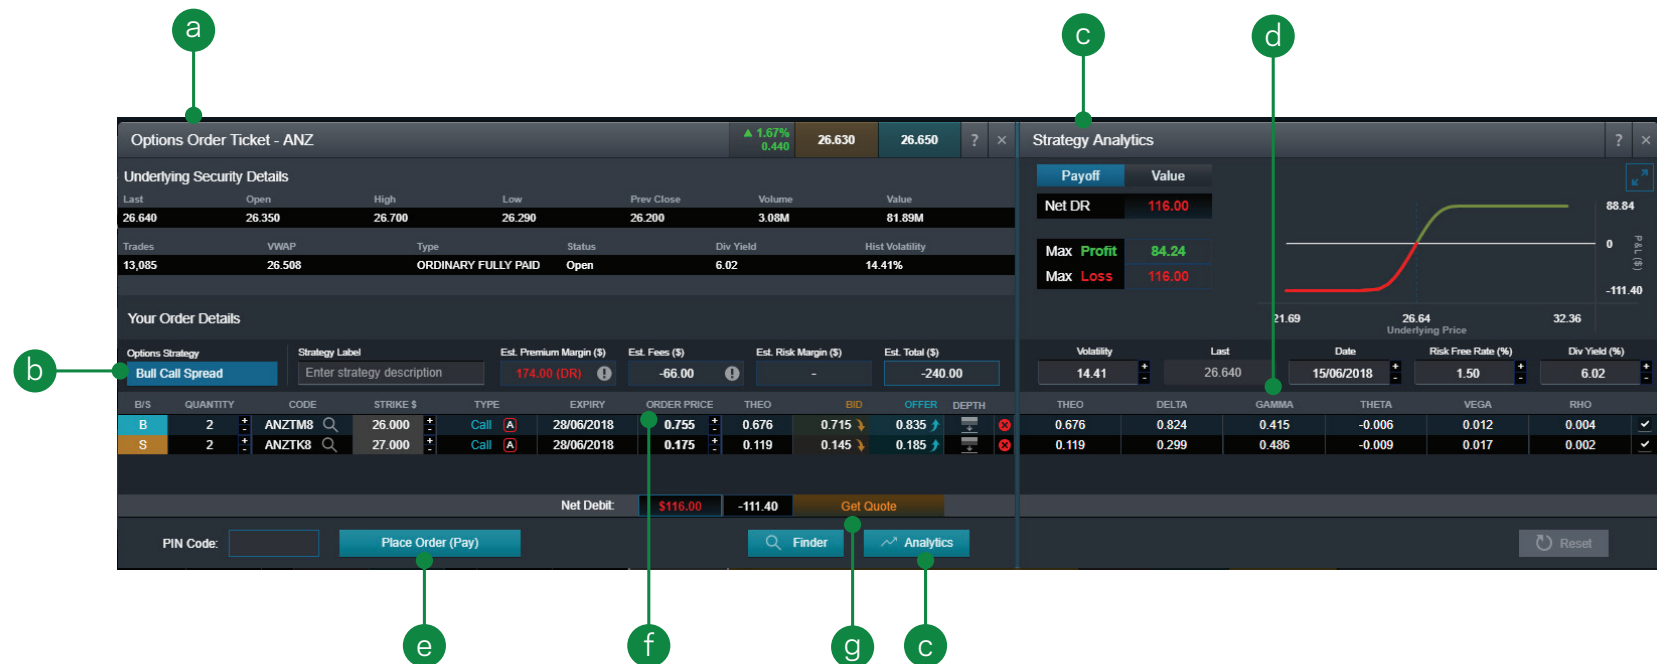 a
c
d
Options Order Ticket - ANZ
▲ 1.67%
0.440
26.630
26.650
? ×
Strategy Analytics
? ×
Underlying Security Details
Last Open High Low Prev Close Volume Value
26.640 26.350 26.700 26.290 26.200 3.08M 81.89M
Trades VWAP Type Status Div Yield Hist Volatility
13,085 26.508 ORDINARY FULLY PAID Open 6.02 14.41%
Payoff Value
Net DR 116.00
Max Profit 84.24
Max Loss 116.00
88.84
0
P&L ($)
-111.40
21.69 26.64 32.36
Underlying Price
Your Order Details
b
Options Strategy Strategy Label Est. Premium Margin ($) Est. Fees ($) Est. Risk Margin ($) Est. Total ($)
Bull Call Spread Enter strategy description 174.00 (DR) -66.00 - -240.00
Volatility Last Date Risk Free Rate (%) Div Yield (%)
14.41 26.640 15/06/2018 1.50 6.02
B/S QUANTITY CODE STRIKE $ TYPE EXPIRY ORDER PRICE THEO BID OFFER DEPTH
B 2 ANZTM8 26.000 Call A 28/06/2018 0.755 0.676 0.715 0.835
S 2 ANZTK8 27.000 Call A 28/06/2018 0.175 0.119 0.145 0.185
THEO DELTA GAMMA THETA VEGA RHO
0.676 0.824 0.415 -0.006 0.012 0.004
0.119 0.299 0.486 -0.009 0.017 0.002
Net Debit: $116.00 -111.40 Get Quote
PIN Code: Place Order (Pay) Finder Analytics
Reset
e
f
g
c